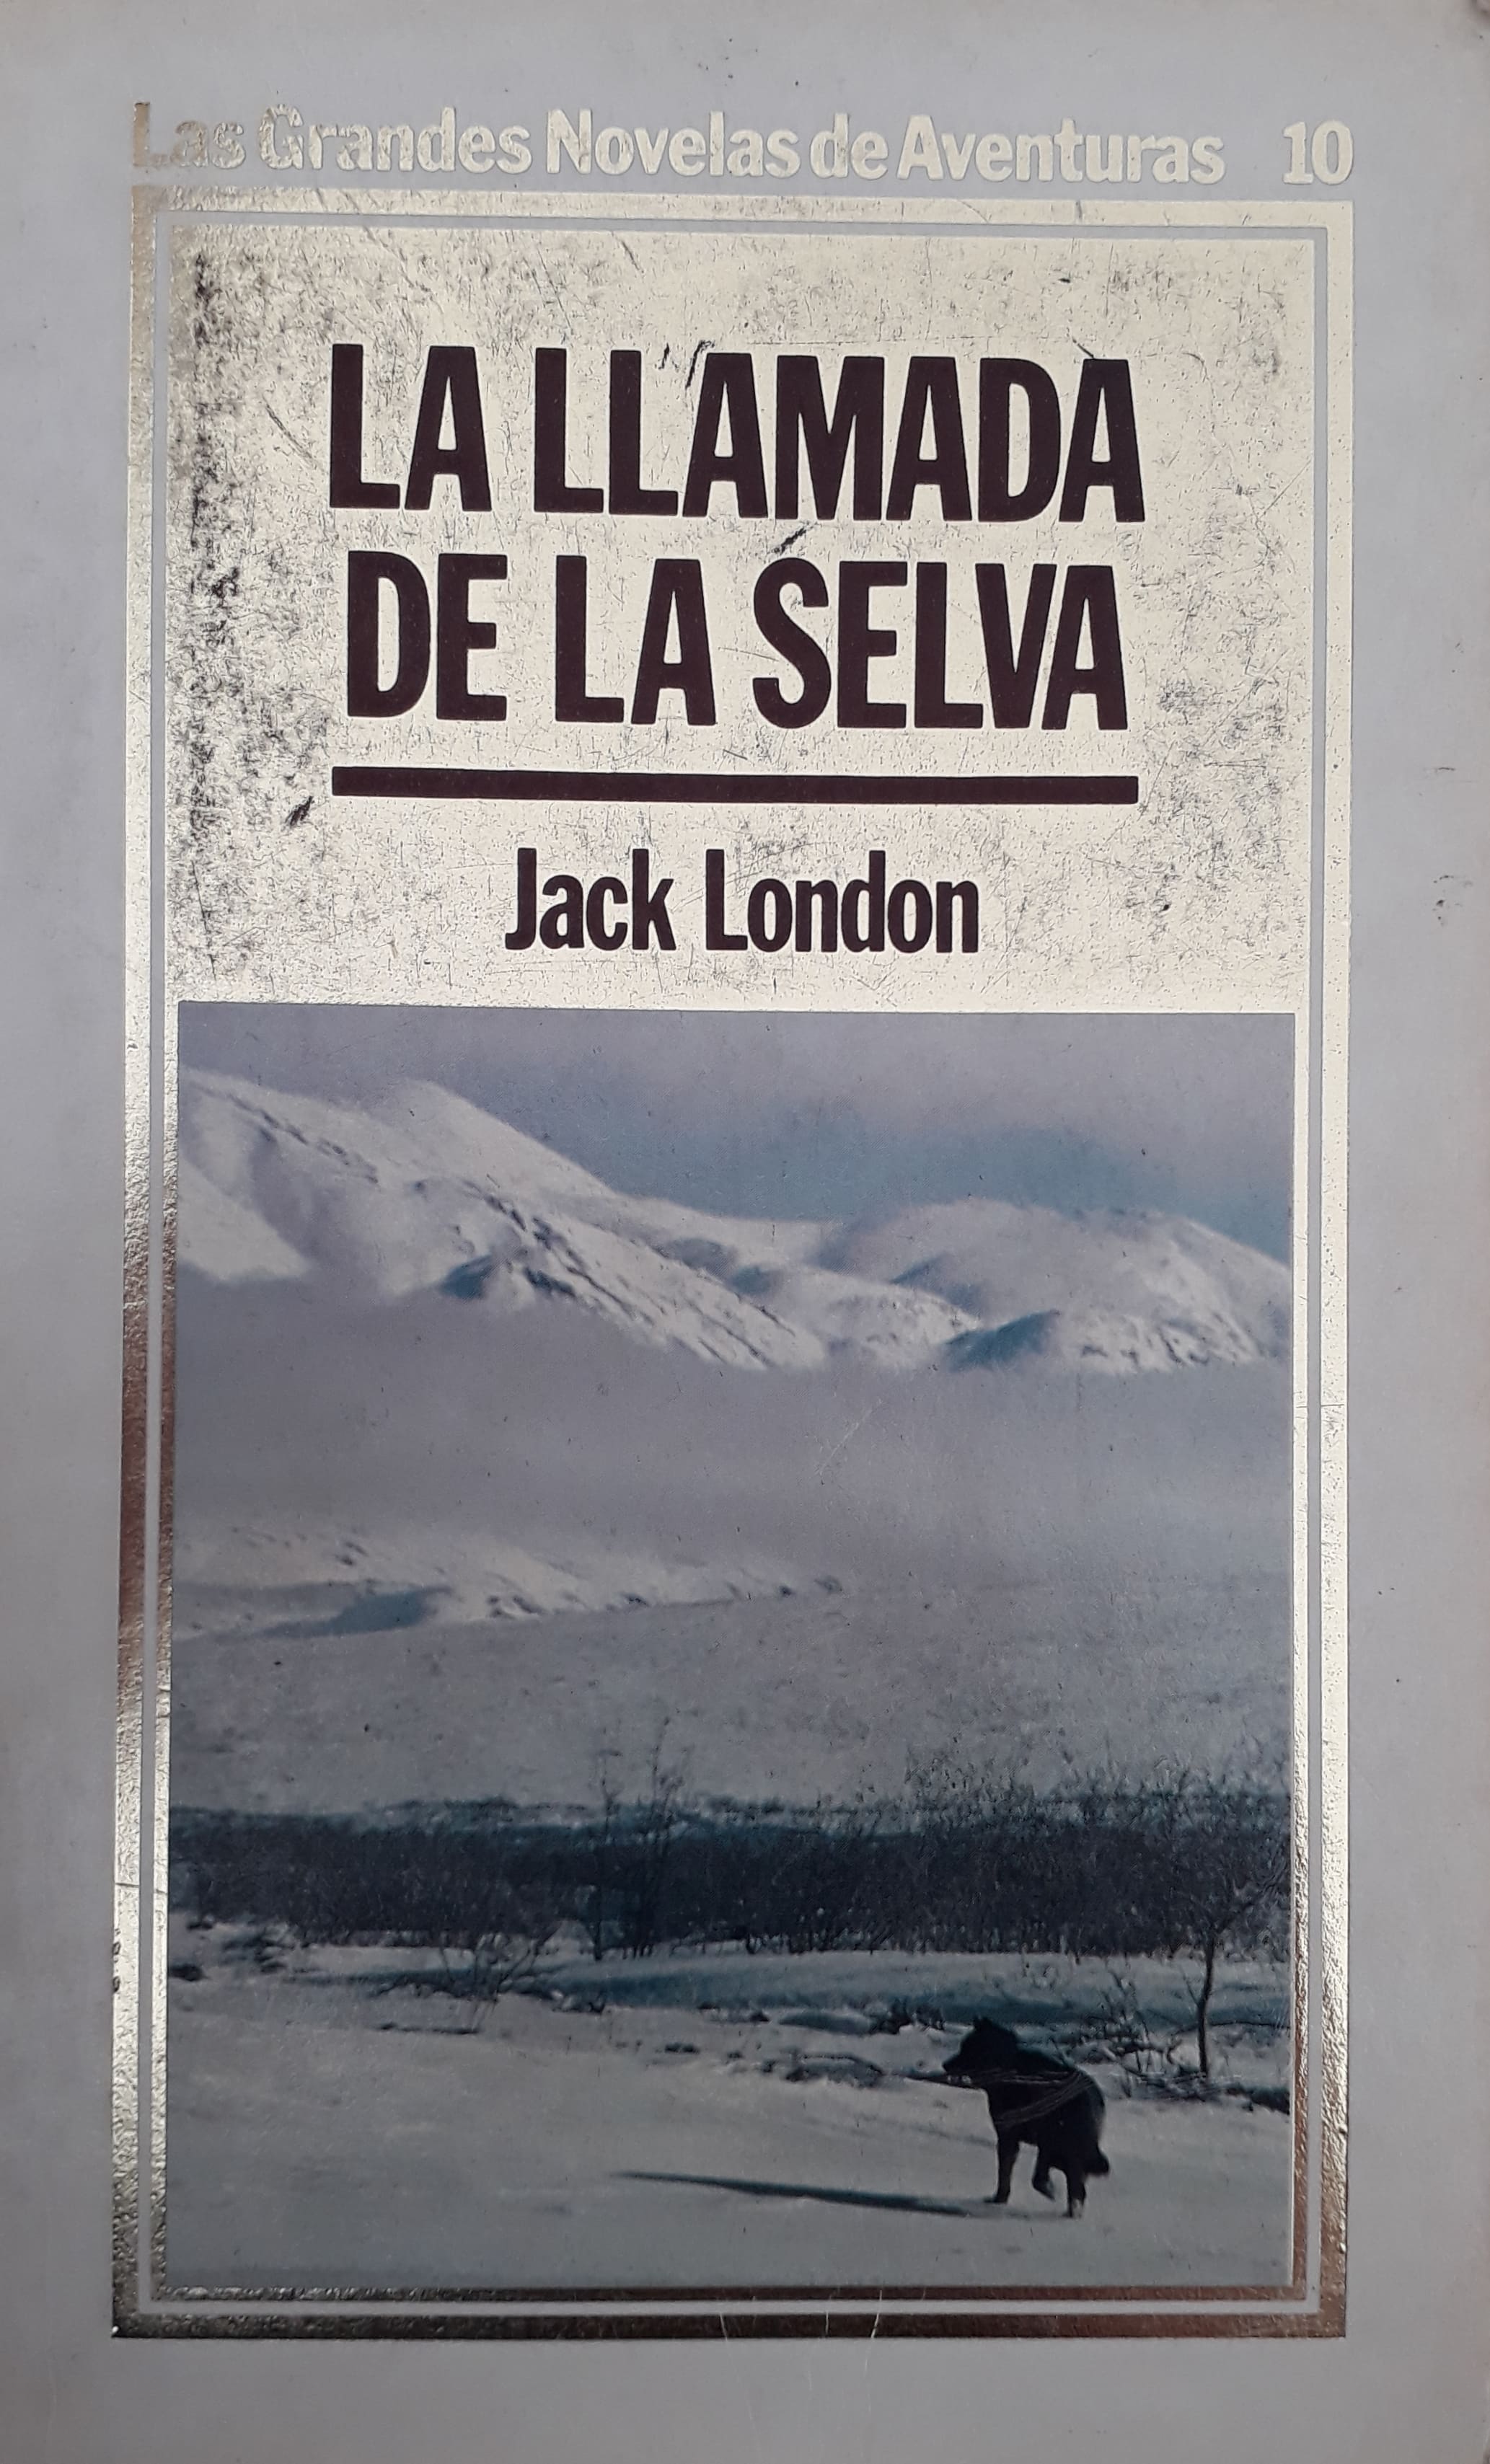 Las Grandes Novelas de Aventuras 10
LA LLAMADA
DE LA SELVA
Jack London